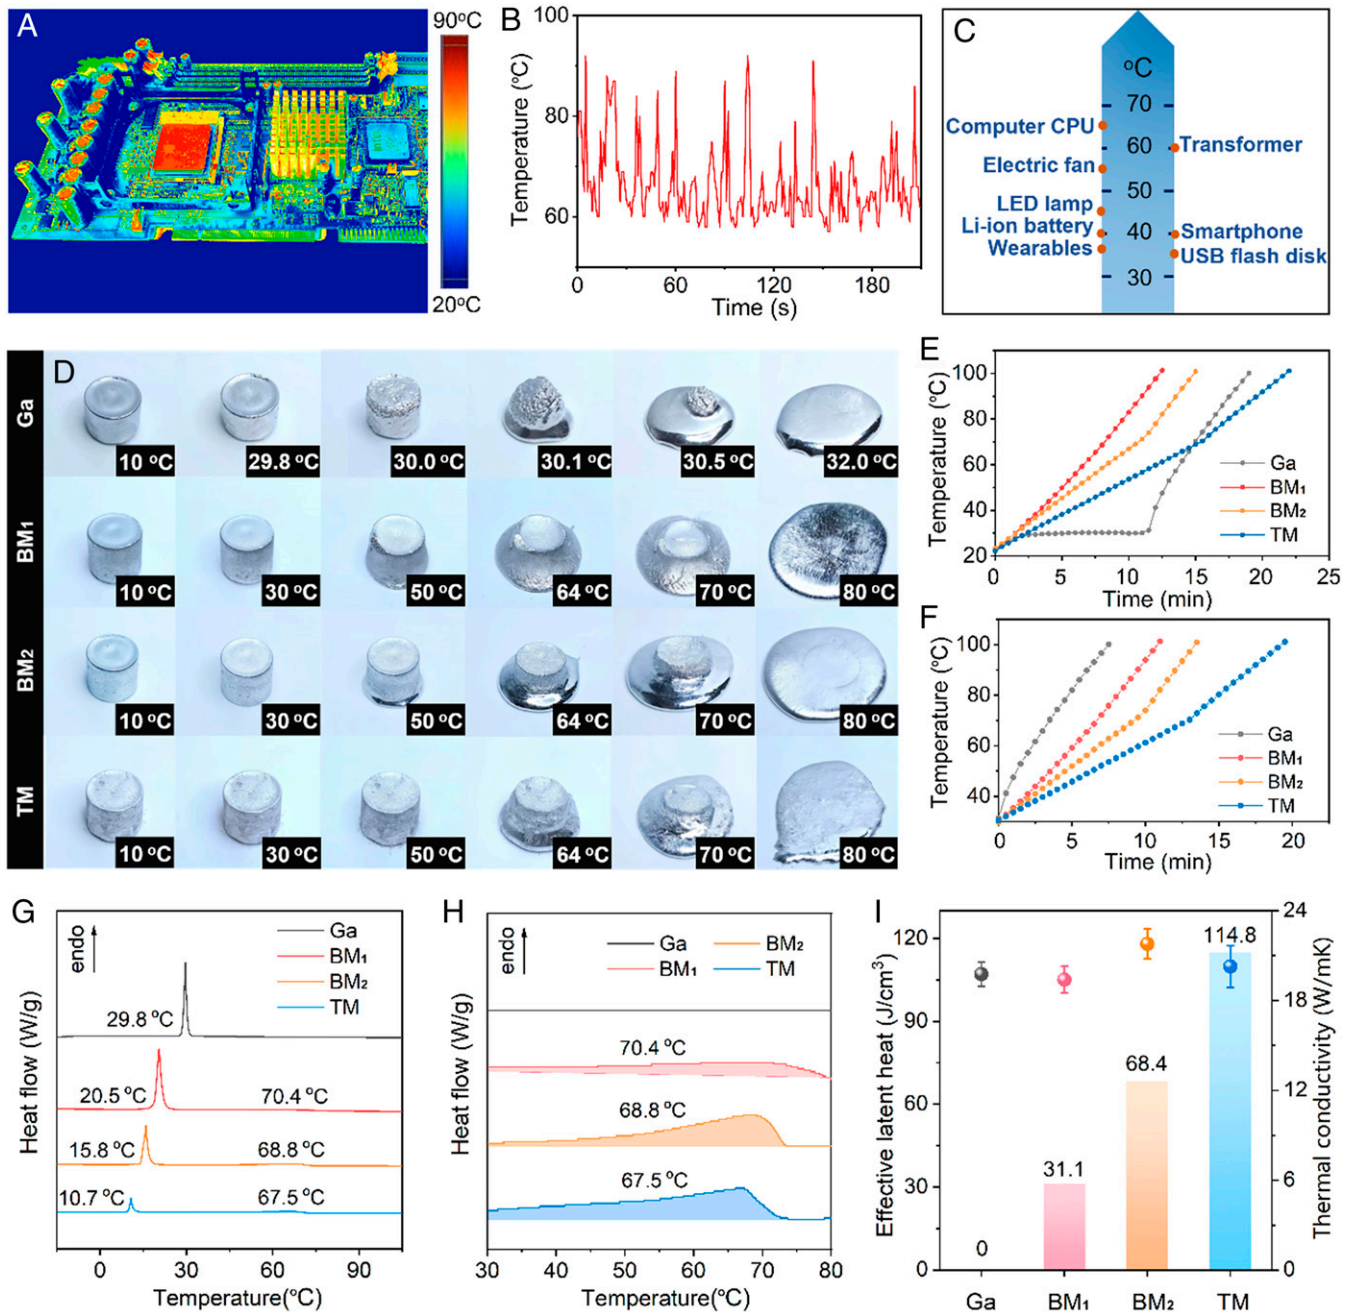 A
90°C
20°C
B
Temperature (°C)
100
80
60
0
60
120
180
Time (s)
C
°C
70
60
50
40
30
Computer CPU
Electric fan
LED lamp
Li-ion battery
Wearables
Transformer
Smartphone
USB flash disk
D
Ga
10 °C
29.8 °C
30.0 °C
30.1 °C
30.5 °C
32.0 °C
BM₁
10 °C
30 °C
50 °C
64 °C
70 °C
80 °C
BM₂
10 °C
30 °C
50 °C
64 °C
70 °C
80 °C
TM
10 °C
30 °C
50 °C
64 °C
70 °C
80 °C
E
Temperature (°C)
100
80
60
40
20
0
5
10
15
20
25
Time (min)
Ga
BM₁
BM₂
TM
F
Temperature (°C)
100
80
60
40
0
5
10
15
20
Time (min)
Ga
BM₁
BM₂
TM
G
endo
Heat flow (W/g)
Ga
BM₁
BM₂
TM
29.8 °C
20.5 °C
70.4 °C
15.8 °C
68.8 °C
10.7 °C
67.5 °C
0
30
60
90
Temperature(°C)
H
endo
Heat flow (W/g)
Ga
BM₂
BM₁
TM
70.4 °C
68.8 °C
67.5 °C
30
40
50
60
70
80
Temperature(°C)
I
Effective latent heat (J/cm³)
120
90
60
30
0
Thermal conductivity (W/mK)
24
18
12
6
0
0
31.1
68.4
114.8
Ga
BM₁
BM₂
TM